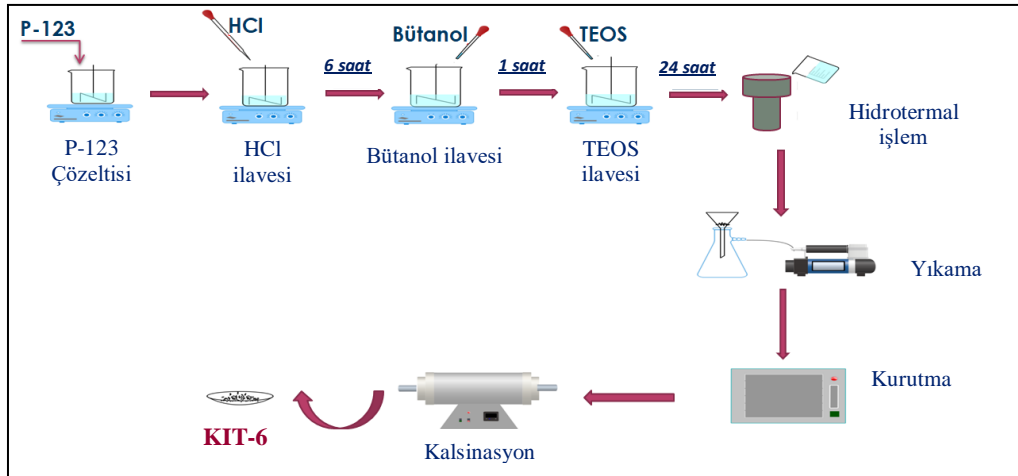 P-123
HCl
Bütanol
TEOS
6 saat
1 saat
24 saat
P-123
Çözeltisi
HCl
ilavesi
Bütanol ilavesi
TEOS
ilavesi
Hidrotermal
işlem
Yıkama
Kurutma
Kalsinasyon
KIT-6